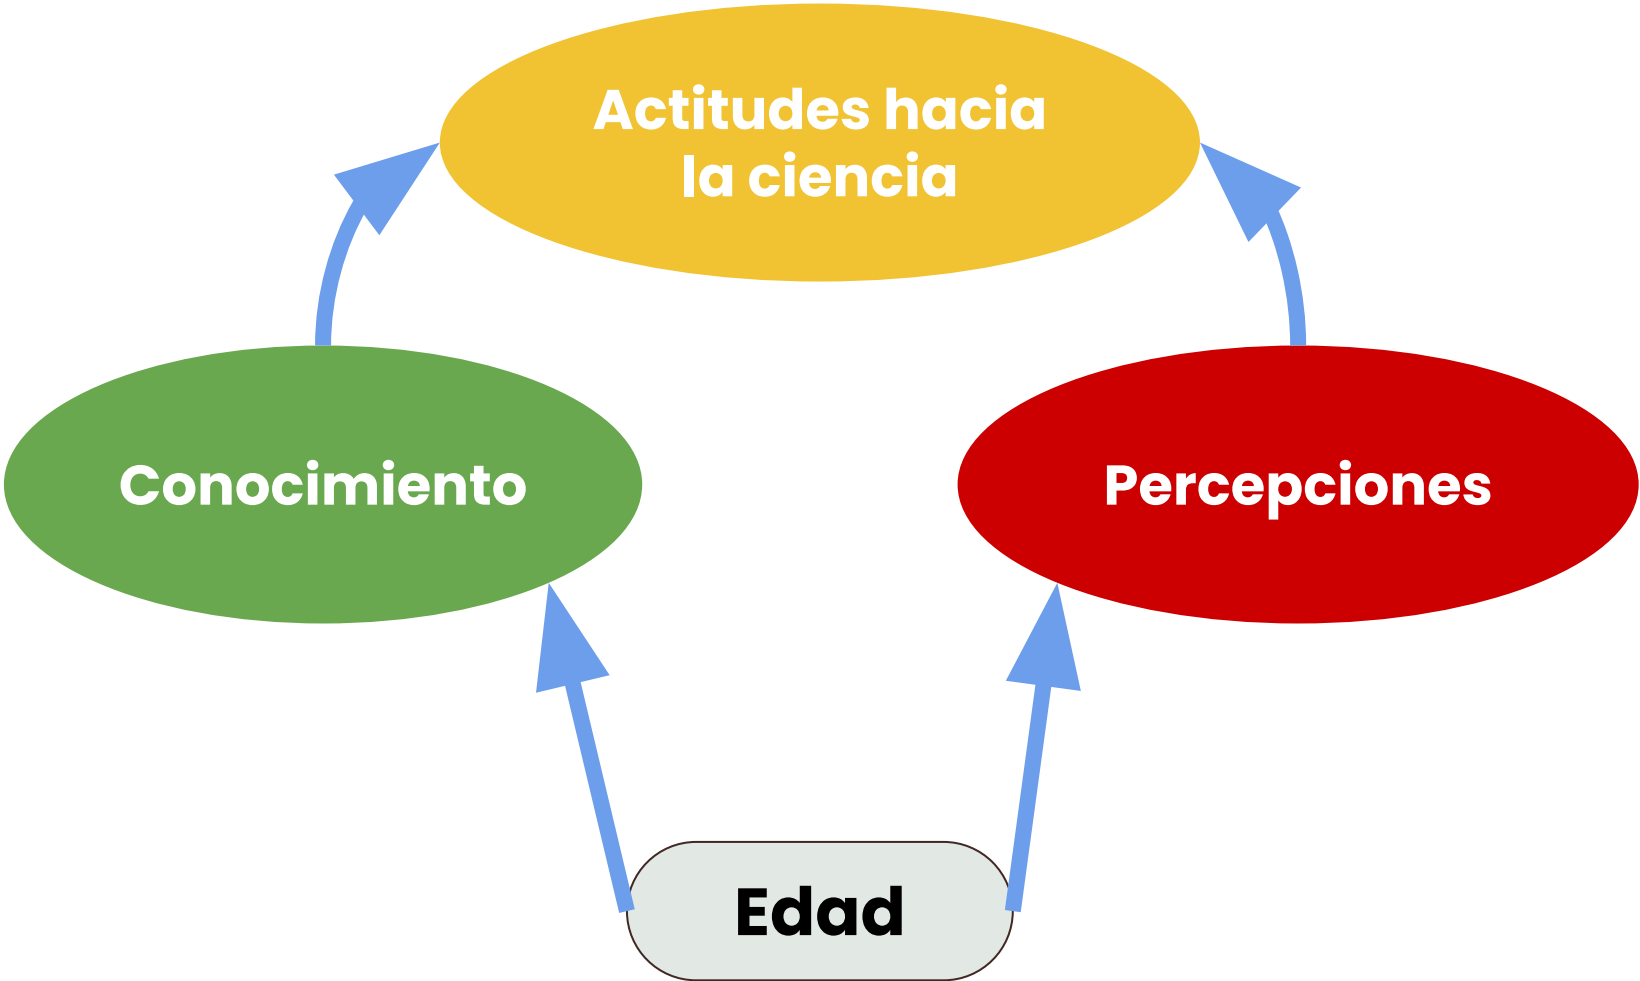 Actitudes hacia
la ciencia
Conocimiento
Percepciones
Edad